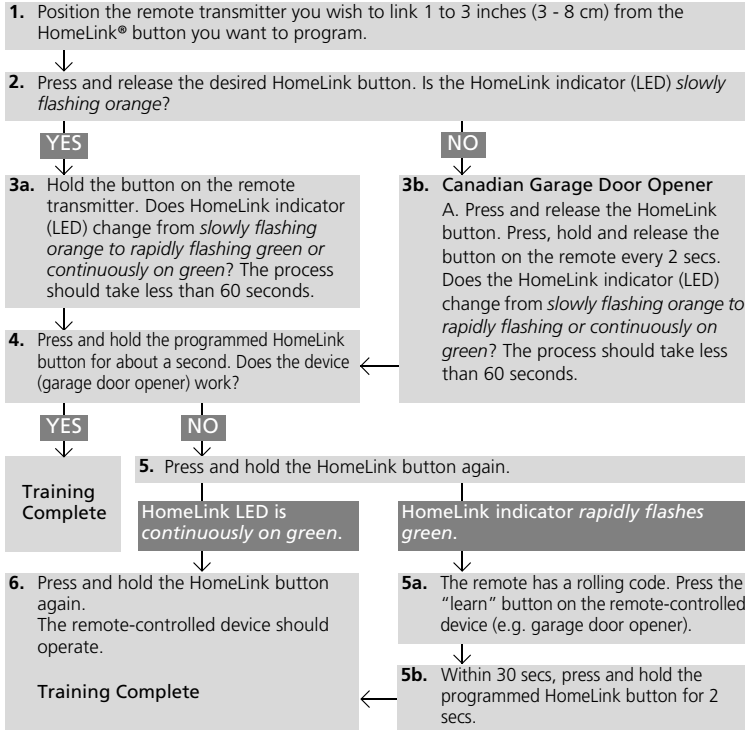 1. Position the remote transmitter you wish to link 1 to 3 inches (3 - 8 cm) from the
HomeLink® button you want to program.
2. Press and release the desired HomeLink button. Is the HomeLink indicator (LED) slowly
flashing orange?
YES
NO
3a. Hold the button on the remote
transmitter. Does HomeLink indicator
(LED) change from slowly flashing
orange to rapidly flashing green or
continuously on green? The process
should take less than 60 seconds.
3b. Canadian Garage Door Opener
A. Press and release the HomeLink
button. Press, hold and release the
button on the remote every 2 secs.
Does the HomeLink indicator (LED)
change from slowly flashing orange to
rapidly flashing or continuously on
green? The process should take less
than 60 seconds.
4. Press and hold the programmed HomeLink
button for about a second. Does the device
(garage door opener) work?
YES
NO
Training
Complete
5. Press and hold the HomeLink button again.
HomeLink LED is
continuously on green.
HomeLink indicator rapidly flashes
green.
6. Press and hold the HomeLink button
again.
The remote-controlled device should
operate.
Training Complete
5a. The remote has a rolling code. Press the
“learn” button on the remote-controlled
device (e.g. garage door opener).
5b. Within 30 secs, press and hold the
programmed HomeLink button for 2
secs.